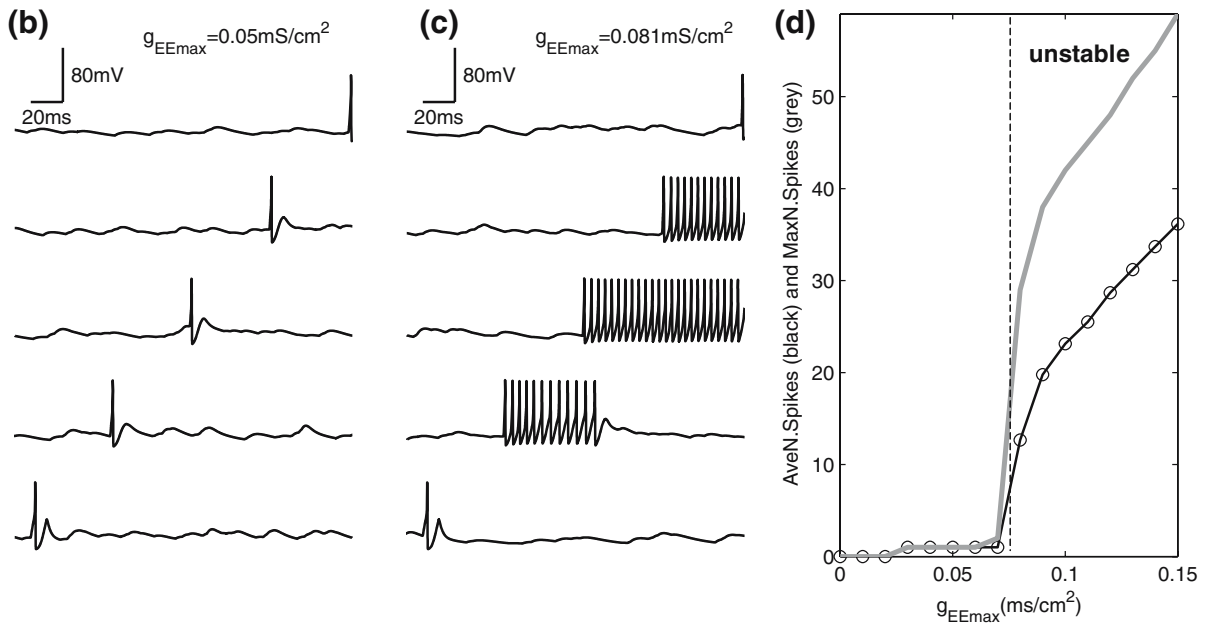 (b)
g_EEmax=0.05mS/cm²
80mV
20ms
(c)
g_EEmax=0.081mS/cm²
80mV
20ms
(d)
unstable
AveN.Spikes (black) and MaxN.Spikes (grey)
50
40
30
20
10
0
0 0.05 0.1 0.15
g_EEmax(ms/cm²)